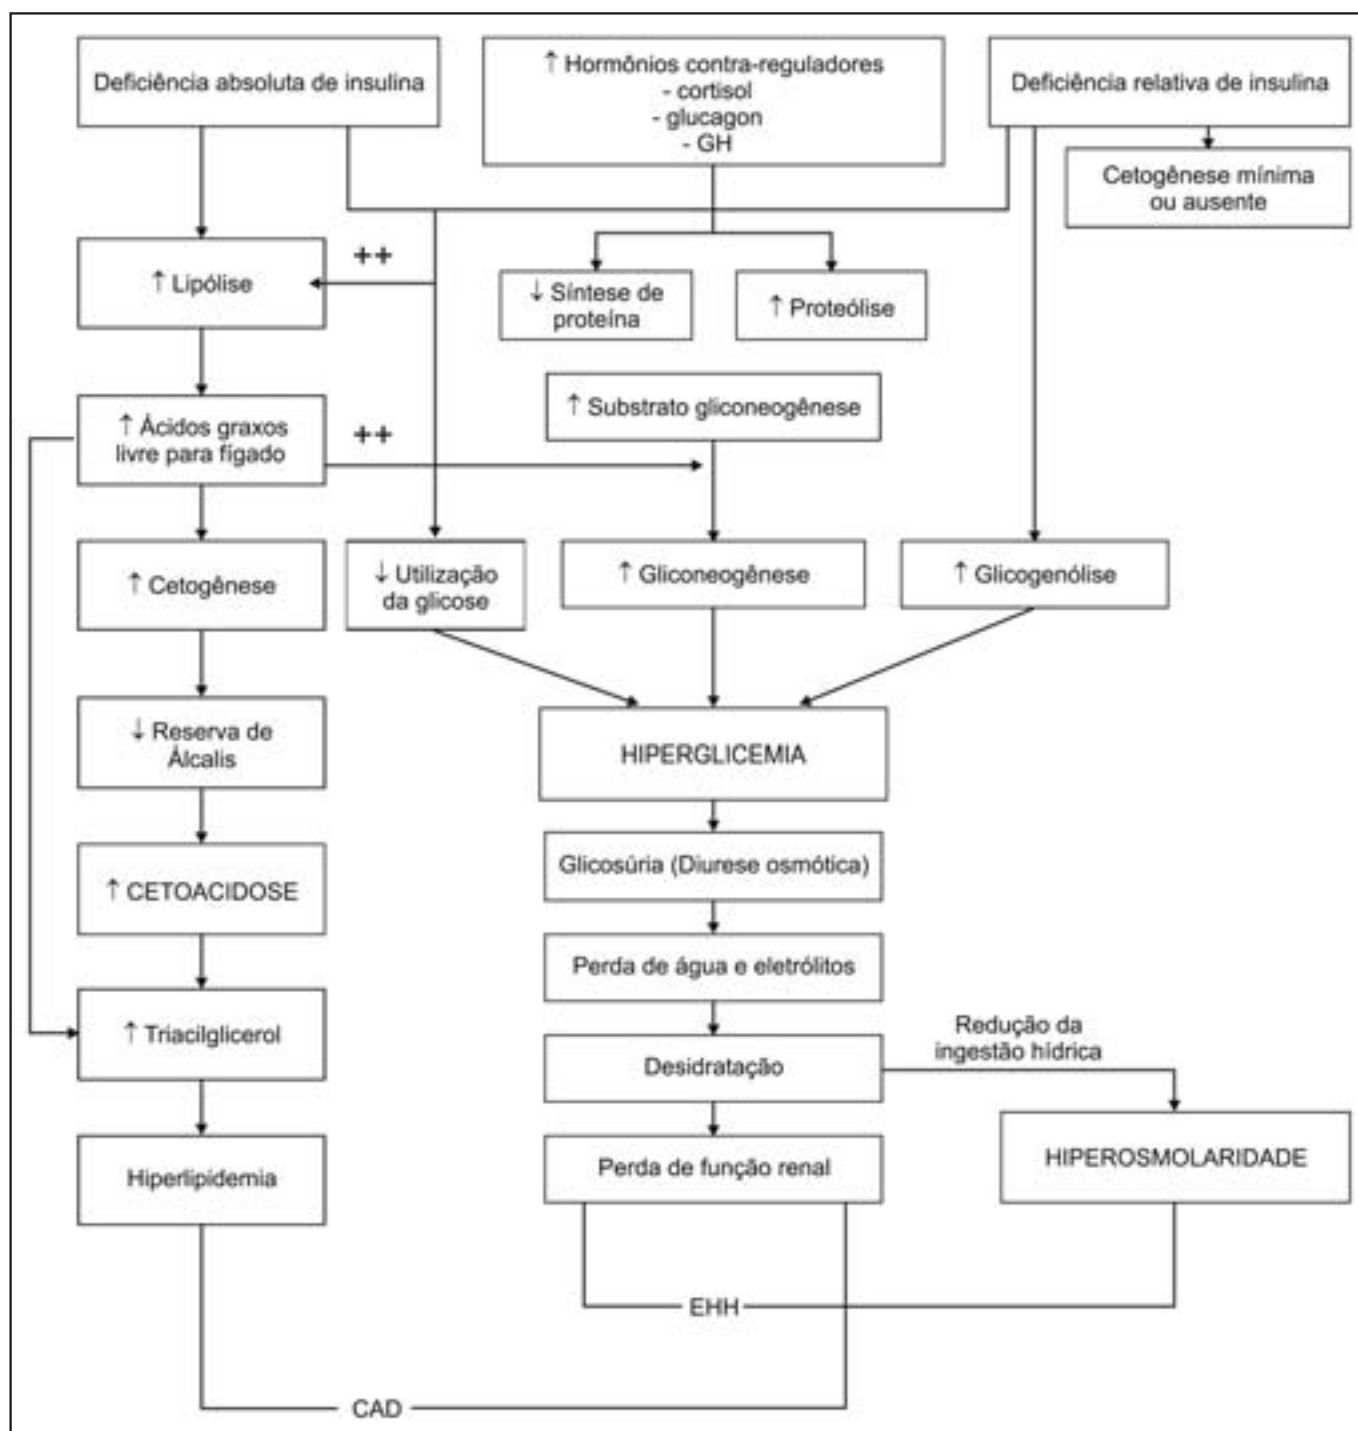 Deficiência absoluta de insulina
↑ Hormônios contra-reguladores
- cortisol
- glucagon
- GH
Deficiência relativa de insulina
Cetogênese mínima
ou ausente
↑ Lipólise
++
↓ Síntese de
proteína
↑ Proteólise
↑ Ácidos graxos
livre para fígado
++
↑ Substrato gliconeogênese
↑ Cetogênese
↓ Utilização
da glicose
↑ Gliconeogênese
↑ Glicogenólise
↓ Reserva de
Álcalis
HIPERGLICEMIA
↑ CETOACIDOSE
Glicosúria (Diurese osmótica)
Perda de água e eletrólitos
↑ Triacilglicerol
Desidratação
Redução da
ingestão hídrica
Hiperlipidemia
Perda de função renal
HIPEROSMOLARIDADE
EHH
CAD